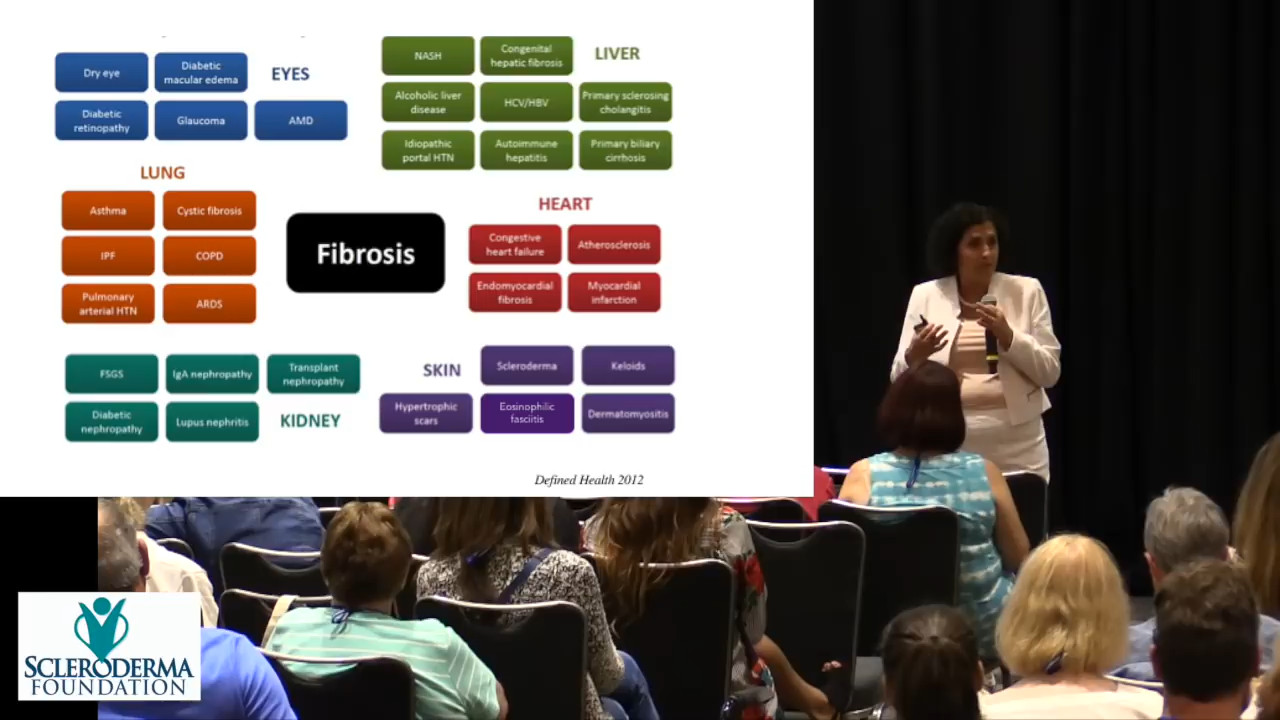 EYES
Dry eye
Diabetic
macular edema
Diabetic
retinopathy
Glaucoma
AMD
LIVER
NASH
Congenital
hepatic fibrosis
Alcoholic liver
disease
HCV/HBV
Primary sclerosing
cholangitis
Idiopathic
portal HTN
Autoimmune
hepatitis
Primary biliary
cirrhosis
LUNG
Asthma
Cystic fibrosis
IPF
COPD
Pulmonary
arterial HTN
ARDS
Fibrosis
HEART
Congestive
heart failure
Atherosclerosis
Endomyocardial
fibrosis
Myocardial
infarction
FSGS
IgA nephropathy
Transplant
nephropathy
Diabetic
nephropathy
Lupus nephritis
KIDNEY
SKIN
Scleroderma
Keloids
Hypertrophic
scars
Eosinophilic
fasciitis
Dermatomyositis
Defined Health 2012
SCLERODERMA
FOUNDATION